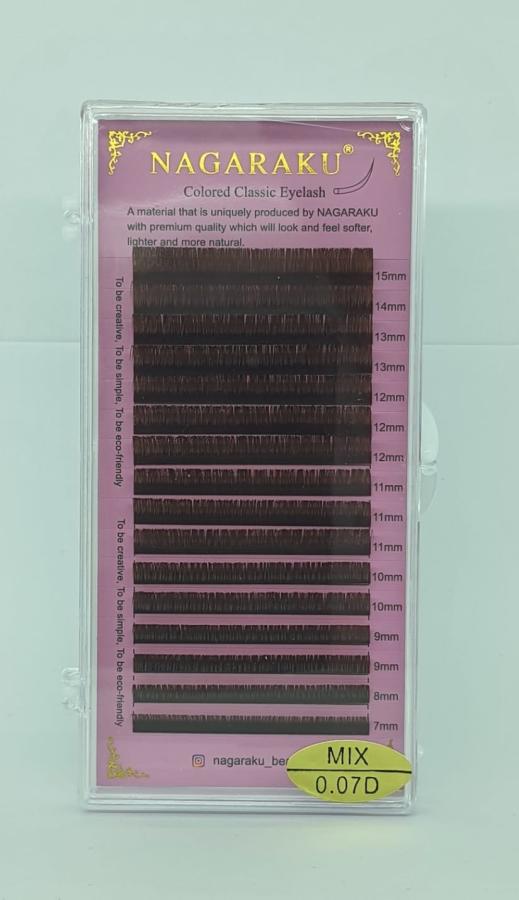 NAGARAKU®
Colored Classic Eyelash
A material that is uniquely produced by NAGARAKU
with premium quality which will look and feel softer,
lighter and more natural.
15mm
14mm
13mm
13mm
12mm
12mm
12mm
11mm
11mm
11mm
10mm
10mm
9mm
9mm
8mm
7mm
To be creative, To be simple, To be eco-friendly
To be creative, To be simple, To be eco-friendly
MIX
0.07D